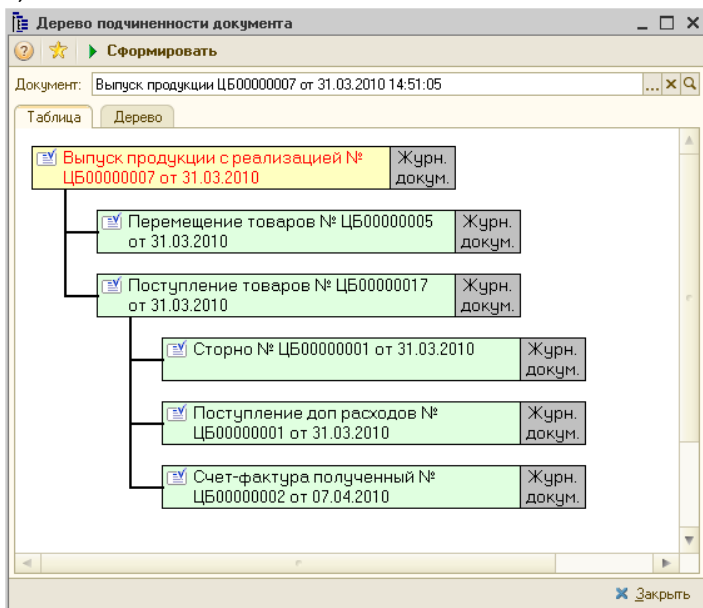 Дерево подчиненности документа
Сформировать
Документ: Выпуск продукции ЦБ00000007 от 31.03.2010 14:51:05
Таблица Дерево
Выпуск продукции с реализацией № Журн.
ЦБ00000007 от 31.03.2010 докум.
Перемещение товаров № ЦБ00000005 Журн.
от 31.03.2010 докум.
Поступление товаров № ЦБ00000017 Журн.
от 31.03.2010 докум.
Сторно № ЦБ00000001 от 31.03.2010 Журн.
докум.
Поступление доп расходов № Журн.
ЦБ00000001 от 31.03.2010 докум.
Счет-фактура полученный № Журн.
ЦБ00000002 от 07.04.2010 докум.
Закрыть